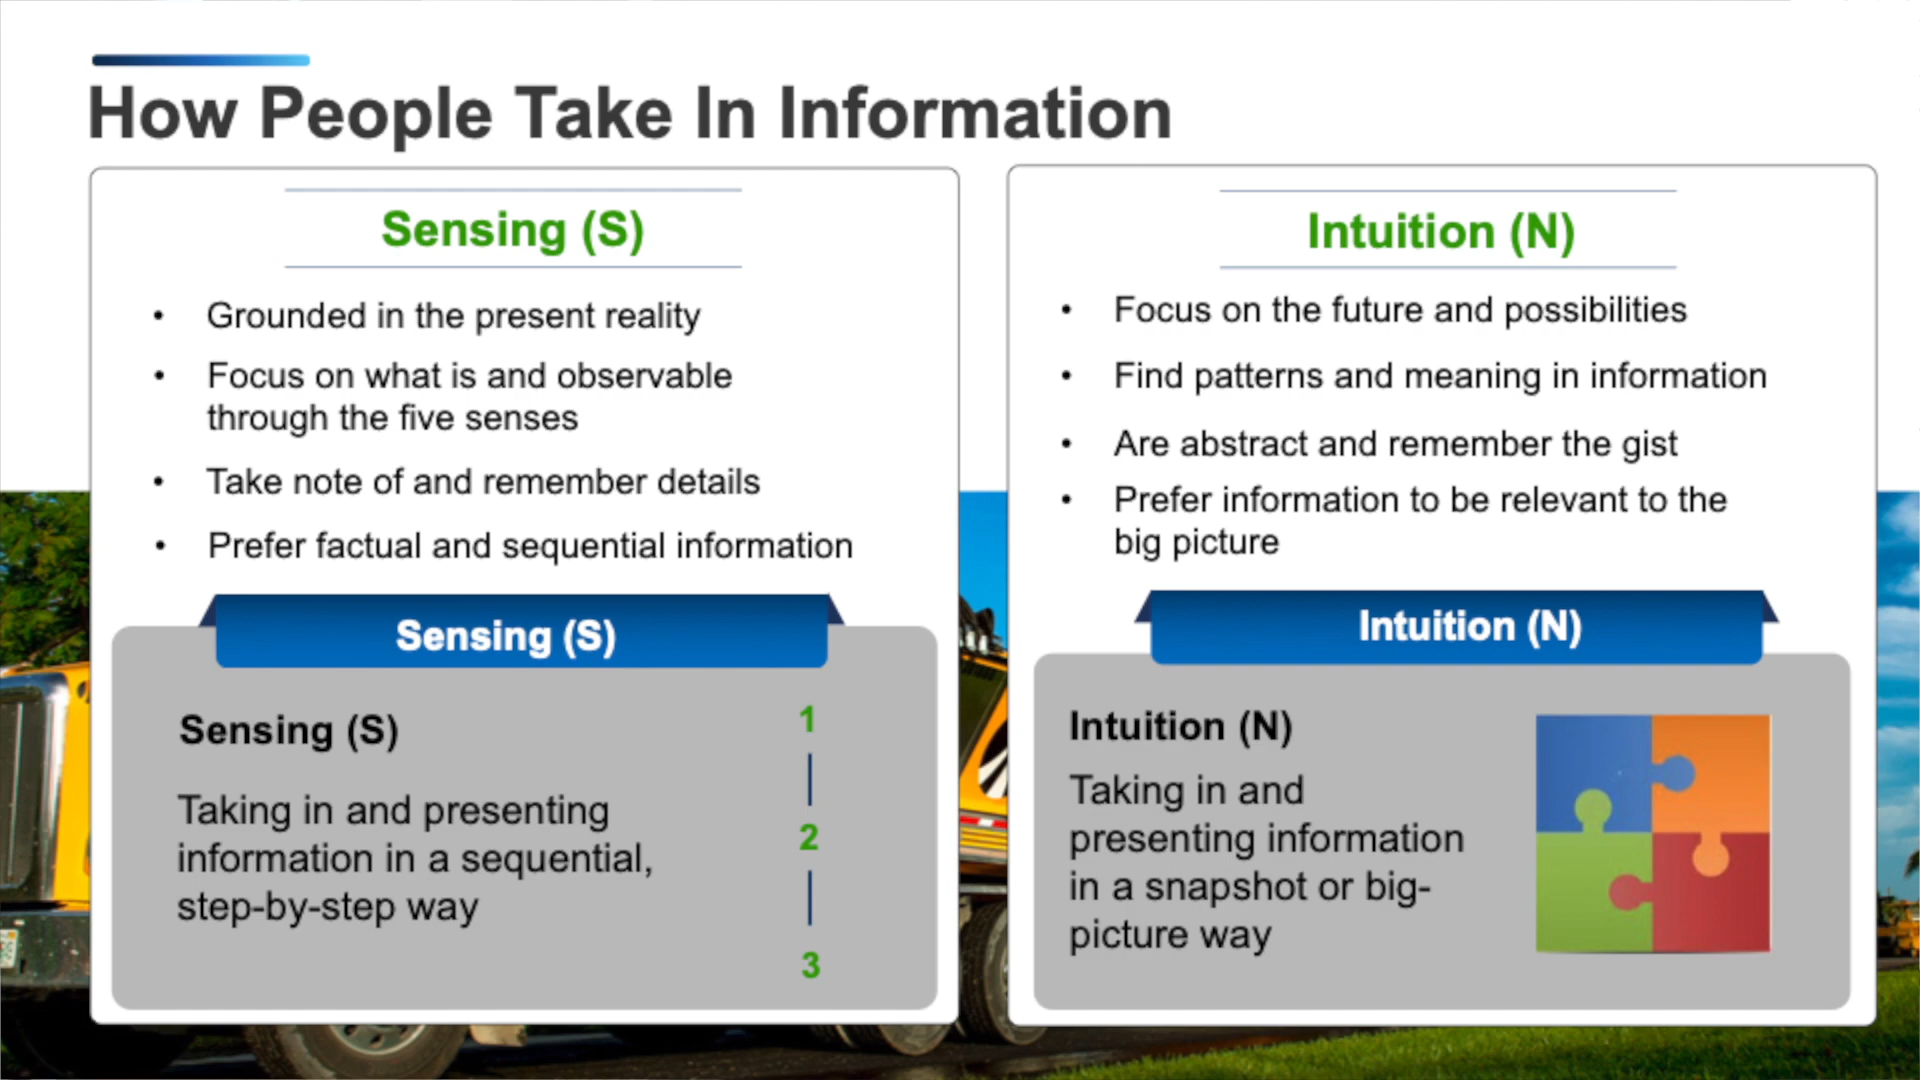 How People Take In Information
Sensing (S)
• Grounded in the present reality
• Focus on what is and observable
through the five senses
• Take note of and remember details
• Prefer factual and sequential information
Sensing (S)
Sensing (S)
Taking in and presenting
information in a sequential,
step-by-step way
1
2
3
Intuition (N)
• Focus on the future and possibilities
• Find patterns and meaning in information
• Are abstract and remember the gist
• Prefer information to be relevant to the
big picture
Intuition (N)
Intuition (N)
Taking in and
presenting information
in a snapshot or big-
picture way